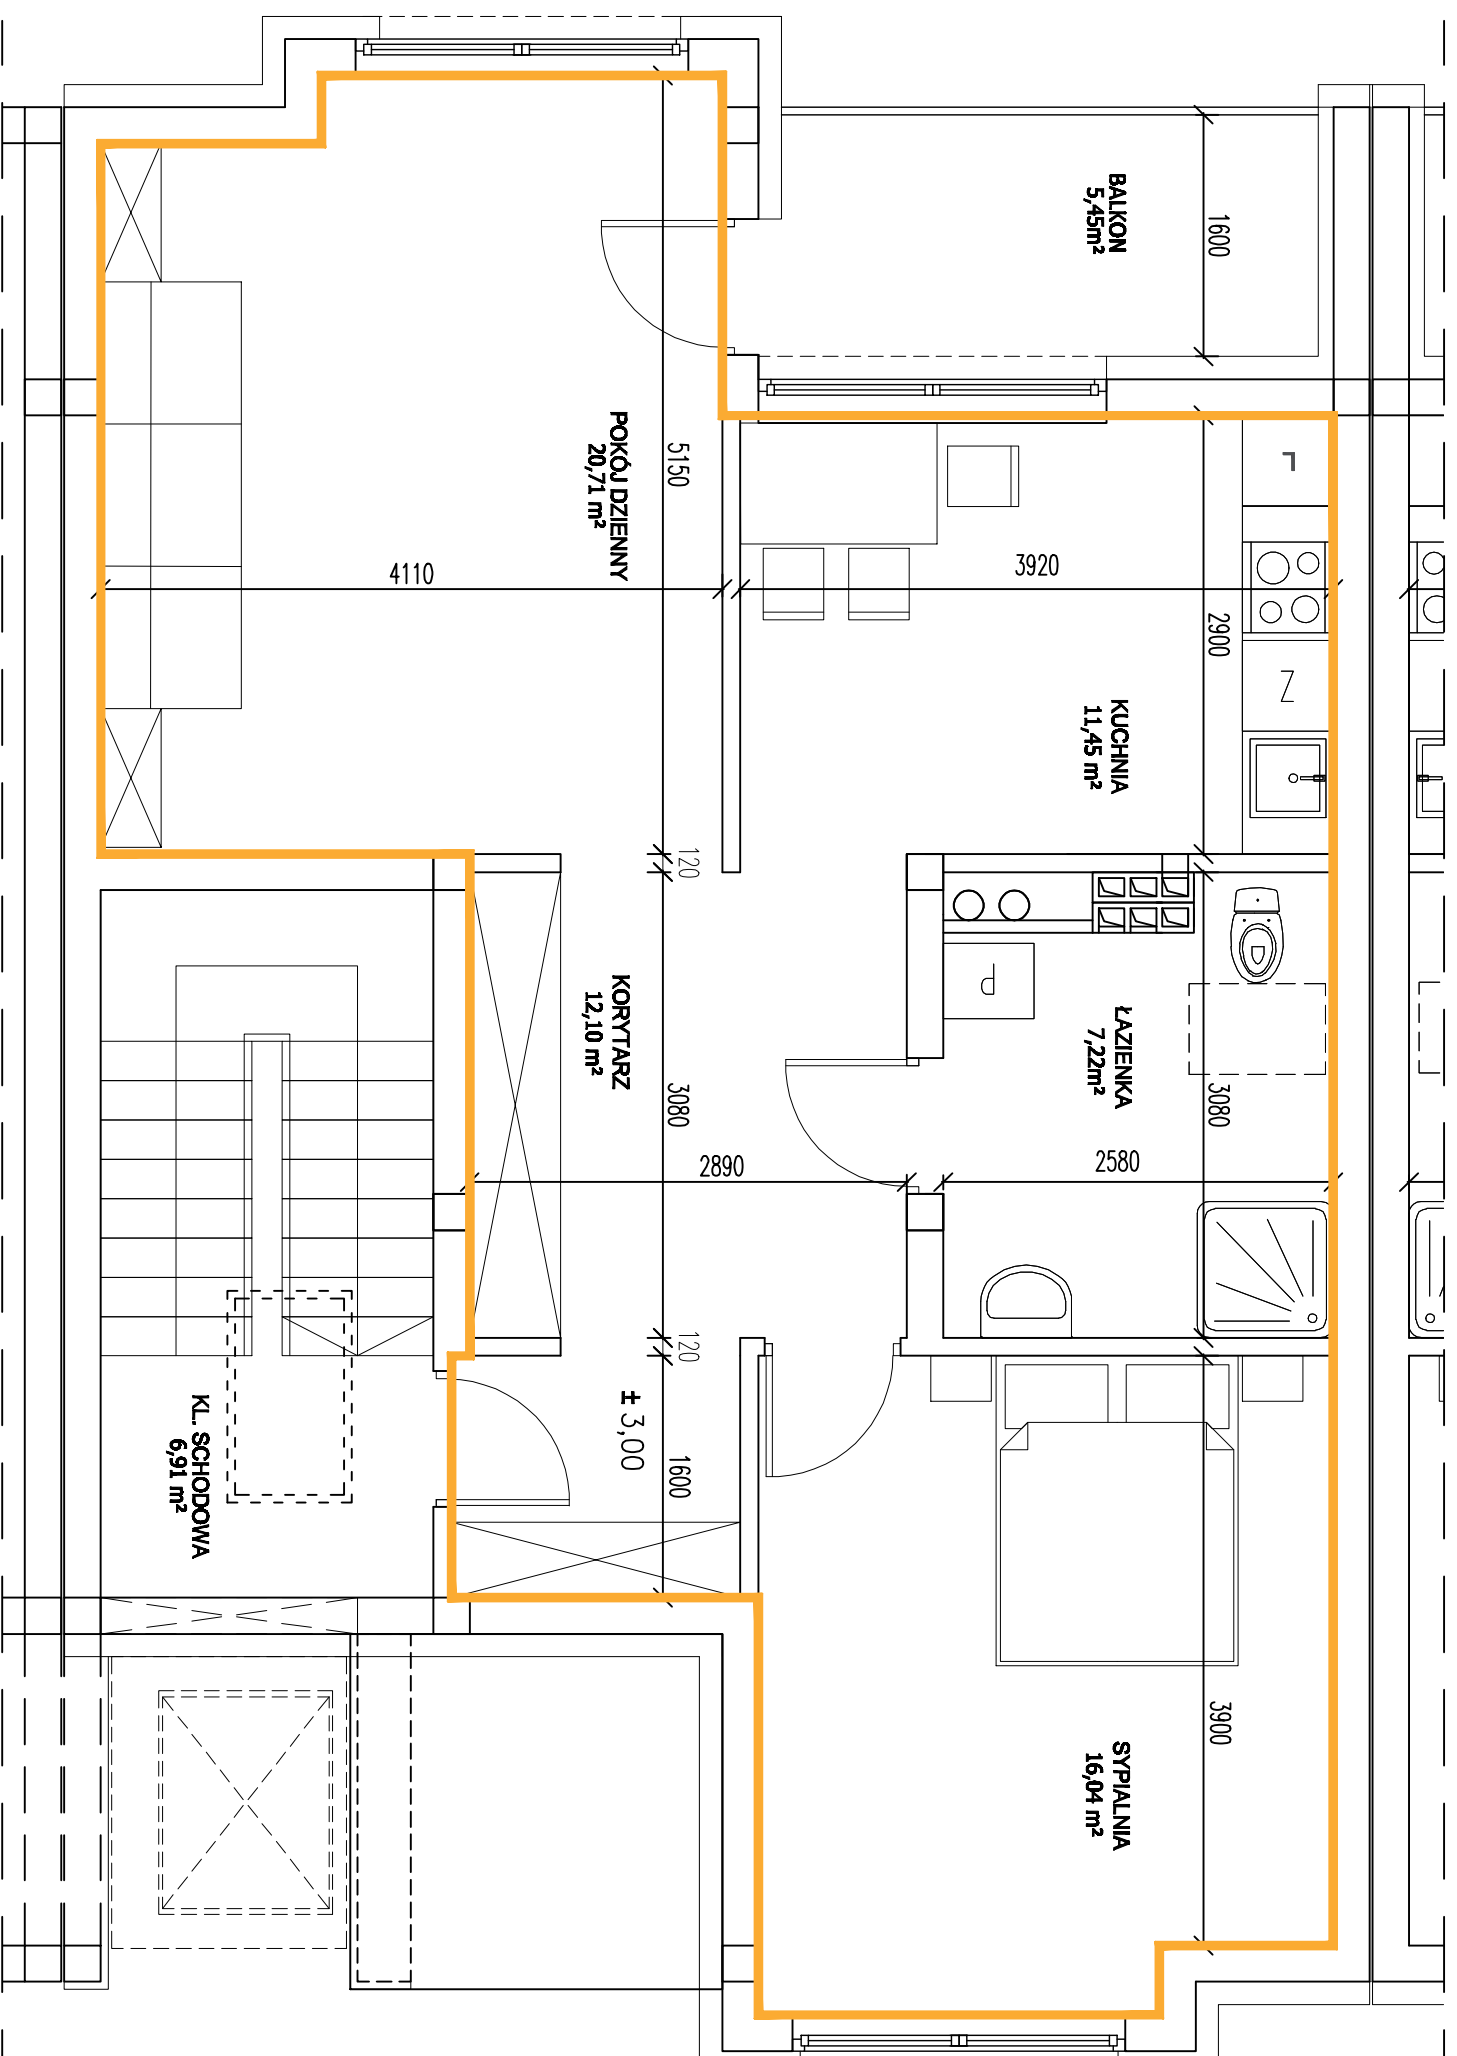 BALKON
5,45m²
1600
POKÓJ DZIENNY
20,71 m²
5150
4110
3920
2900
L
Z
KUCHNIA
11,45 m²
120
KORYTARZ
12,10 m²
3080
P
ŁAZIENKA
7,22m²
3080
2890
2580
120
± 3,00
1600
KL. SCHODOWA
6,91 m²
3900
SYPIALNIA
16,04 m²